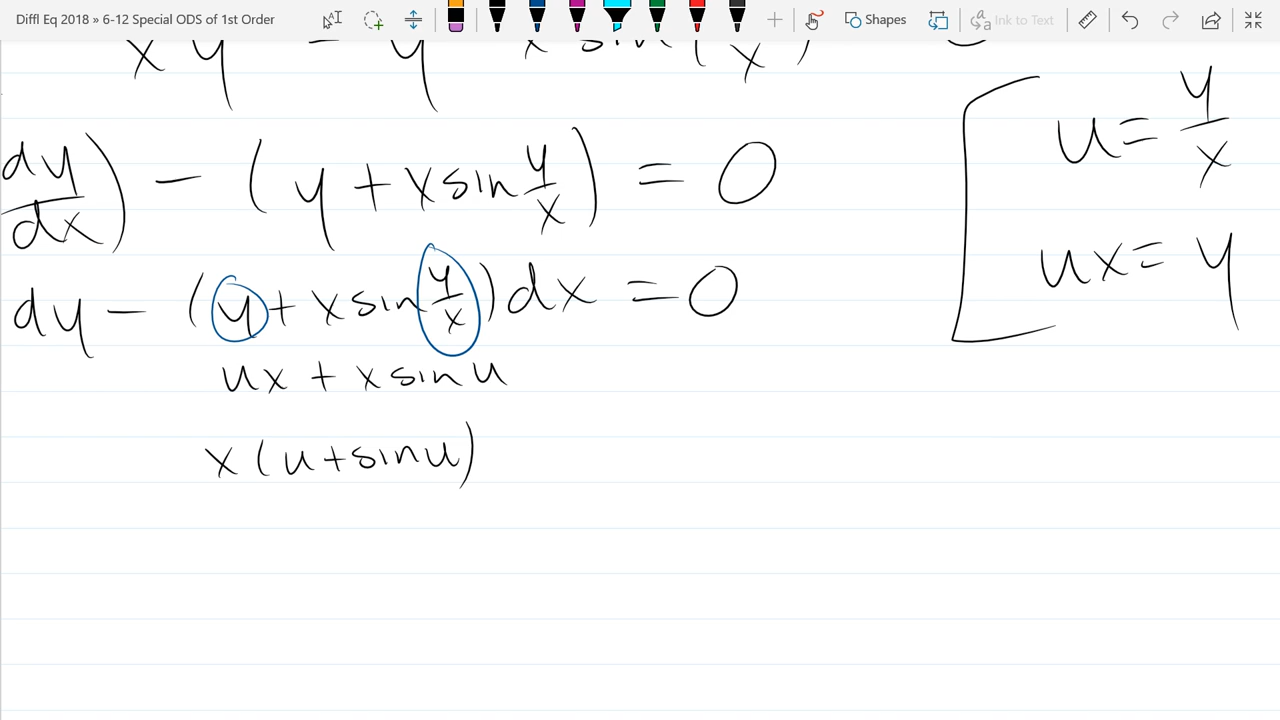 Diffl Eq 2018 » 6-12 Special ODS of 1st Order
Shapes
Ink to Text
u = y/x
dy/dx) - (y + x sin y/x) = 0
ux = y
dy - (y + x sin y/x) dx = 0
ux + x sin u
x(u + sin u)